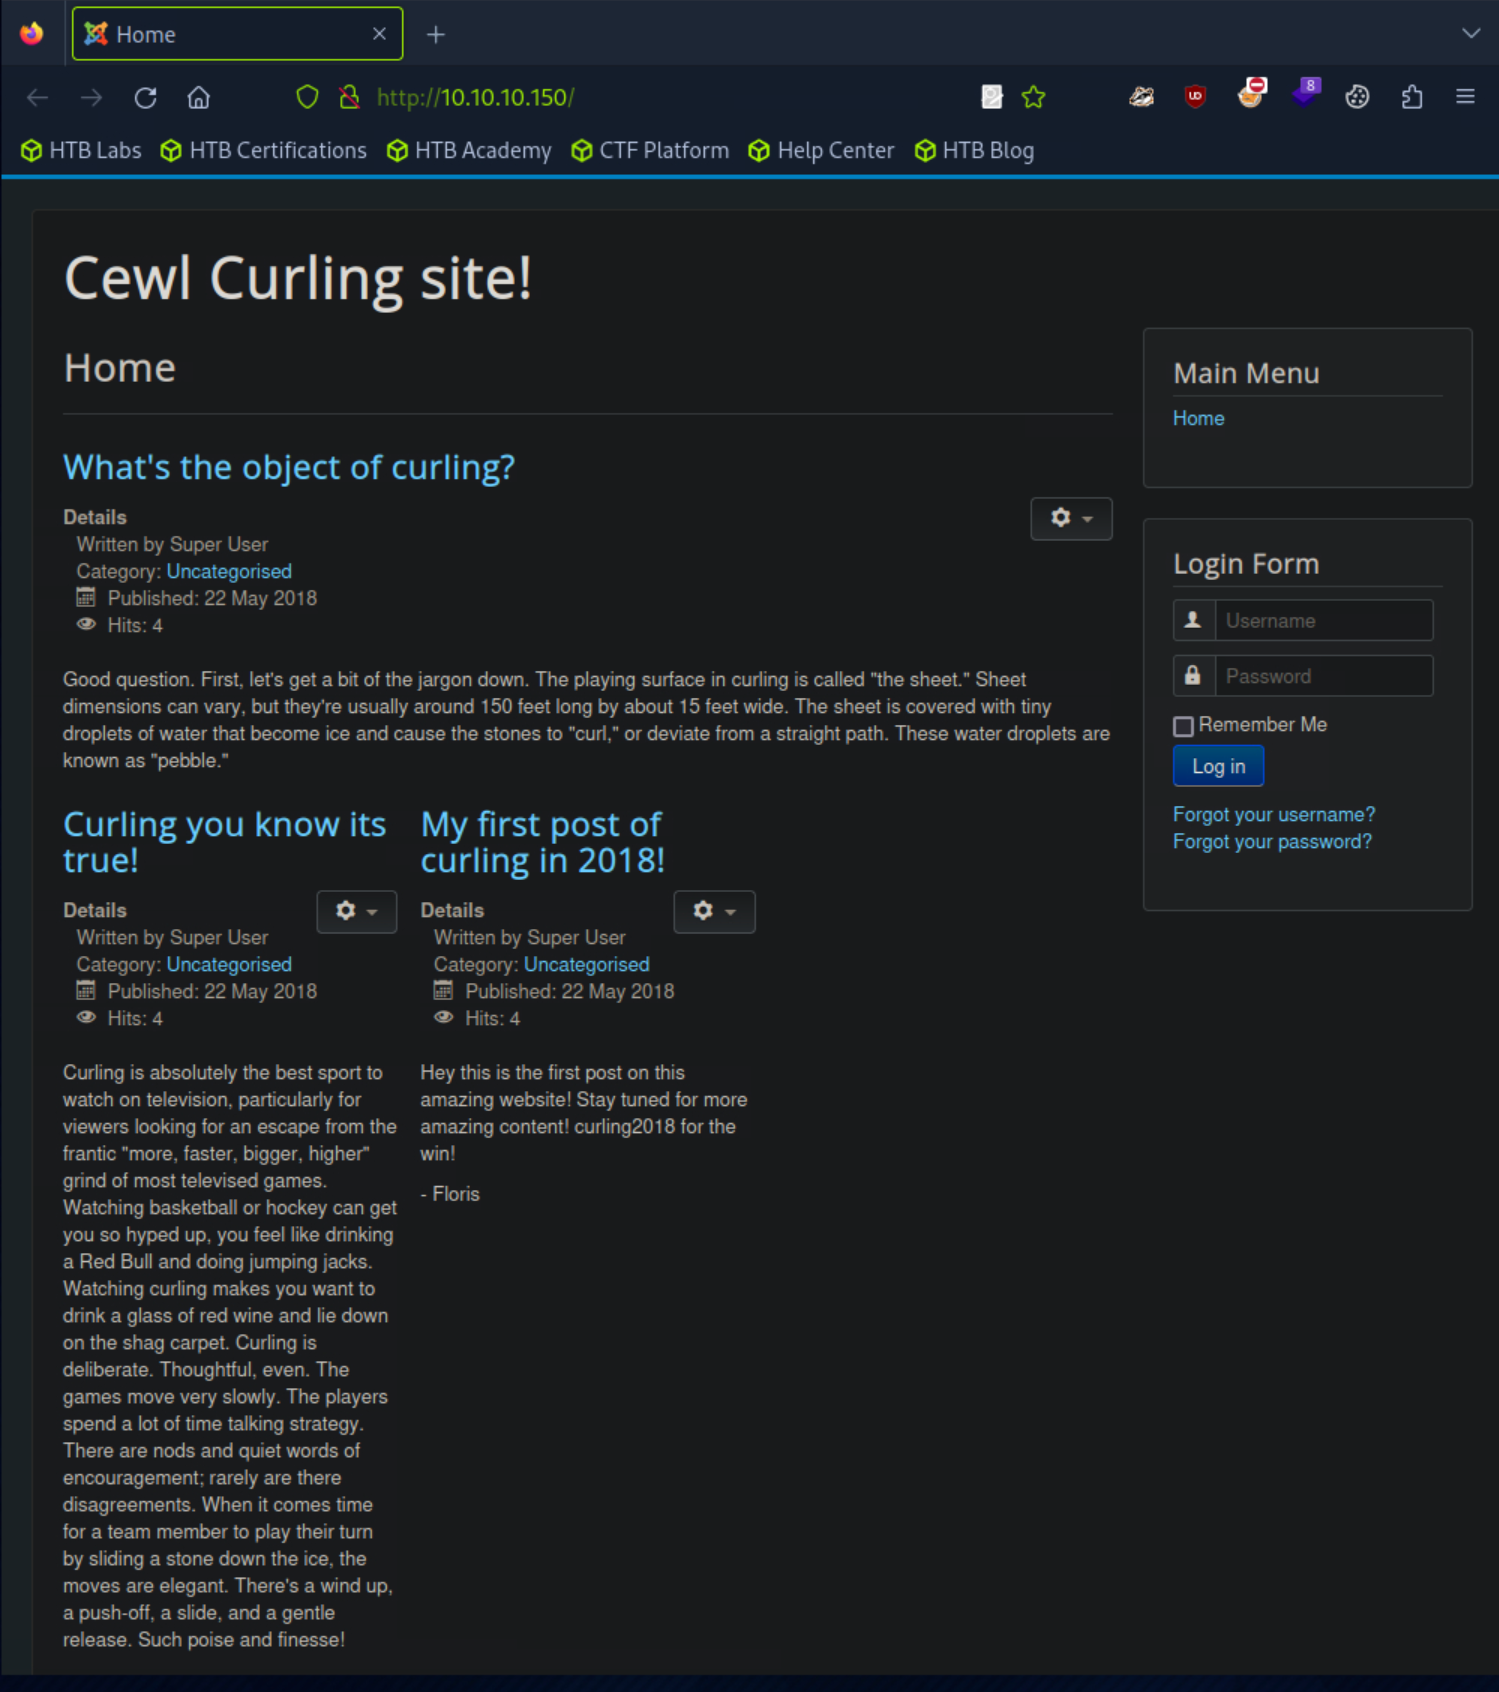 Home
http://10.10.10.150/
8
HTB Labs
HTB Certifications
HTB Academy
CTF Platform
Help Center
HTB Blog
Cewl Curling site!
Home
What's the object of curling?
Details
Written by Super User
Category: Uncategorised
Published: 22 May 2018
Hits: 4
Good question. First, let's get a bit of the jargon down. The playing surface in curling is called "the sheet." Sheet
dimensions can vary, but they're usually around 150 feet long by about 15 feet wide. The sheet is covered with tiny
droplets of water that become ice and cause the stones to "curl," or deviate from a straight path. These water droplets are
known as "pebble."
Curling you know its
true!
Details
Written by Super User
Category: Uncategorised
Published: 22 May 2018
Hits: 4
Curling is absolutely the best sport to
watch on television, particularly for
viewers looking for an escape from the
frantic "more, faster, bigger, higher"
grind of most televised games.
Watching basketball or hockey can get
you so hyped up, you feel like drinking
a Red Bull and doing jumping jacks.
Watching curling makes you want to
drink a glass of red wine and lie down
on the shag carpet. Curling is
deliberate. Thoughtful, even. The
games move very slowly. The players
spend a lot of time talking strategy.
There are nods and quiet words of
encouragement; rarely are there
disagreements. When it comes time
for a team member to play their turn
by sliding a stone down the ice, the
moves are elegant. There's a wind up,
a push-off, a slide, and a gentle
release. Such poise and finesse!
My first post of
curling in 2018!
Details
Written by Super User
Category: Uncategorised
Published: 22 May 2018
Hits: 4
Hey this is the first post on this
amazing website! Stay tuned for more
amazing content! curling2018 for the
win!
- Floris
Main Menu
Home
Login Form
Username
Password
Remember Me
Log in
Forgot your username?
Forgot your password?